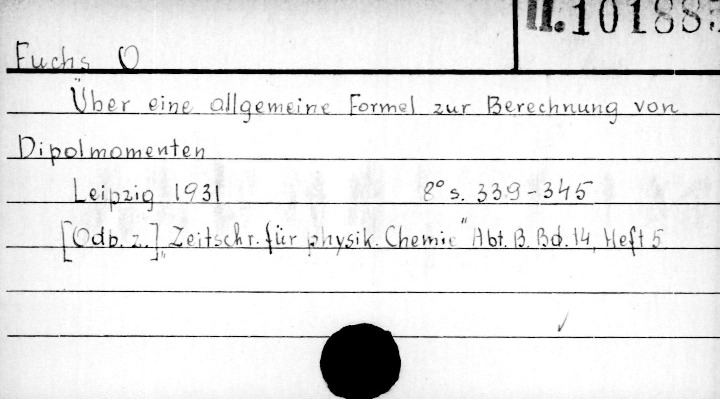 II. 101885
Fuchs O
Über eine allgemeine Formel zur Berechnung von
Dipolmomenten
Leipzig 1931 8° s. 339-345
[Odb. z.] „Zeitschr. für physik. Chemie" Abt. B. Bd. 14, Heft 5